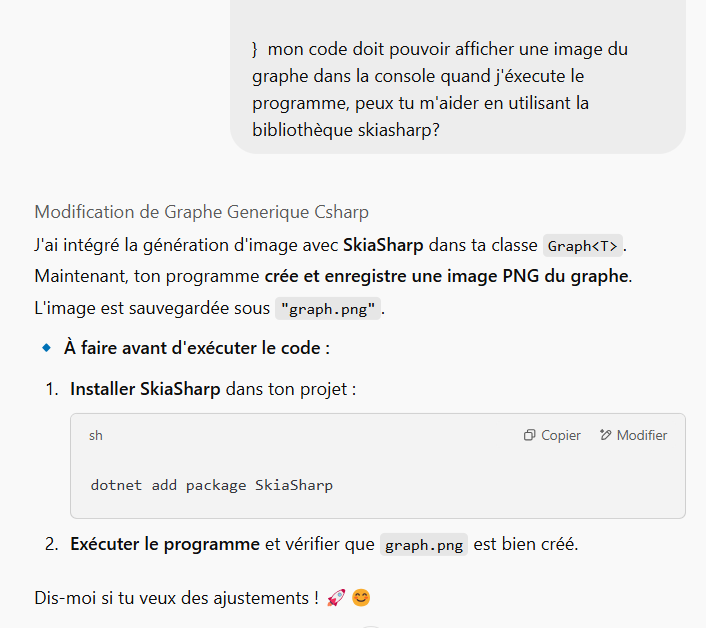 } mon code doit pouvoir afficher une image du
graphe dans la console quand j'éxecute le
programme, peux tu m'aider en utilisant la
bibliothèque skiasharp?
Modification de Graphe Generique Csharp
J'ai intégré la génération d'image avec SkiaSharp dans ta classe Graph<T>.
Maintenant, ton programme crée et enregistre une image PNG du graphe.
L'image est sauvegardée sous "graph.png".
🔹 À faire avant d'exécuter le code :
1. Installer SkiaSharp dans ton projet :
sh Copier Modifier
dotnet add package SkiaSharp
2. Exécuter le programme et vérifier que graph.png est bien créé.
Dis-moi si tu veux des ajustements ! 🚀 😊